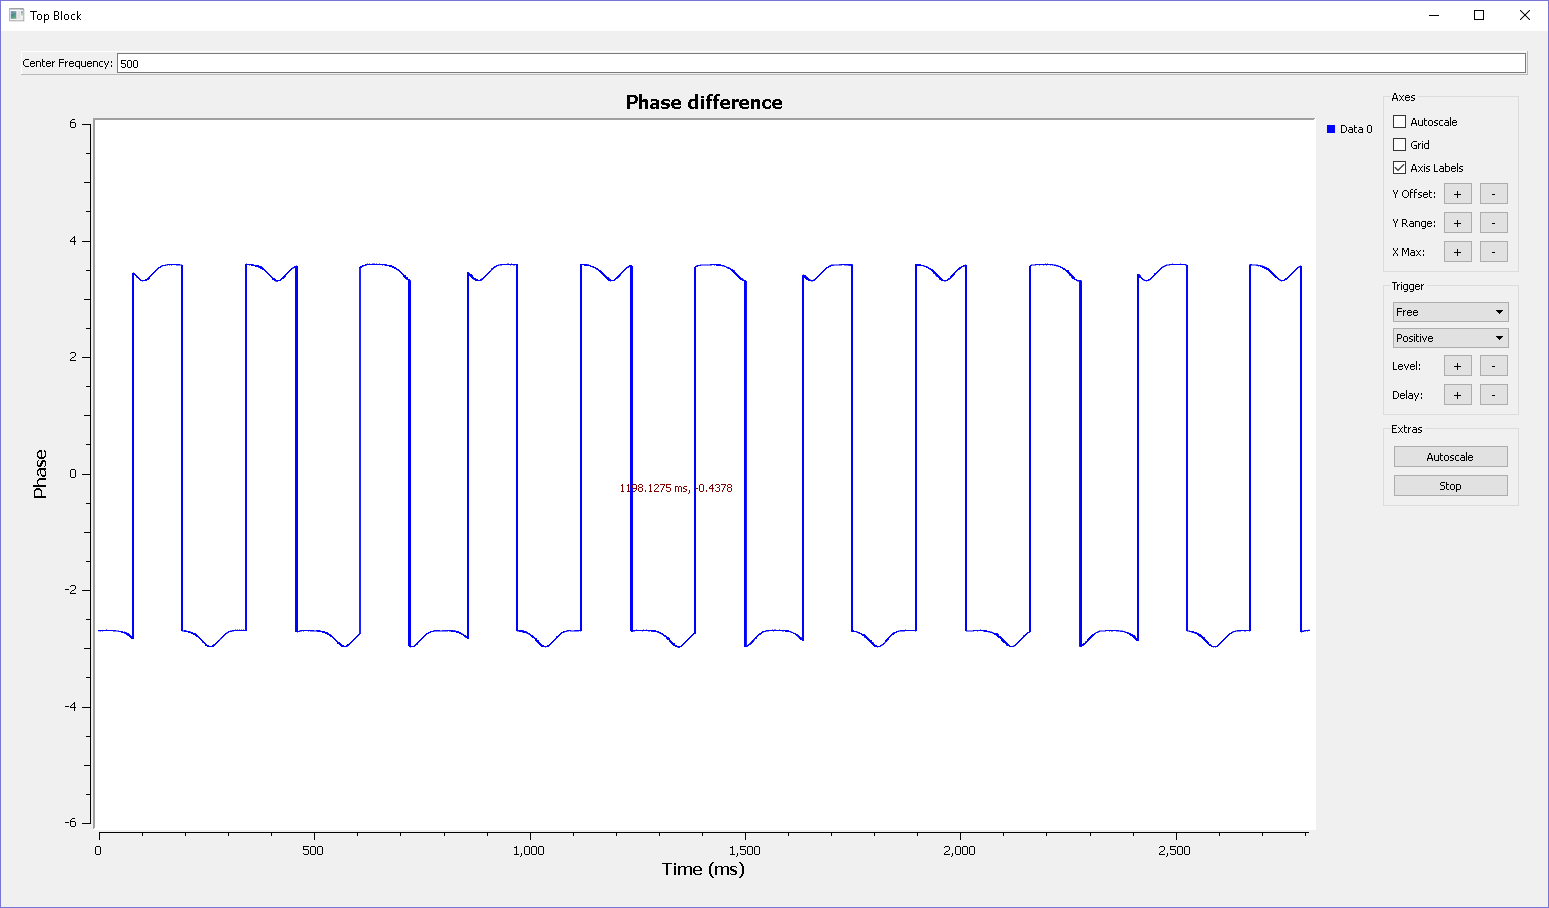 Top Block
Center Frequency: 500
Phase difference
6
4
2
0
-2
-4
-6
Phase
1198.1275 ms, -0.4378
0 500 1,000 1,500 2,000 2,500
Time (ms)
Data 0
Axes
Autoscale
Grid
Axis Labels
Y Offset: + -
Y Range: + -
X Max: + -
Trigger
Free
Positive
Level: + -
Delay: + -
Extras
Autoscale
Stop